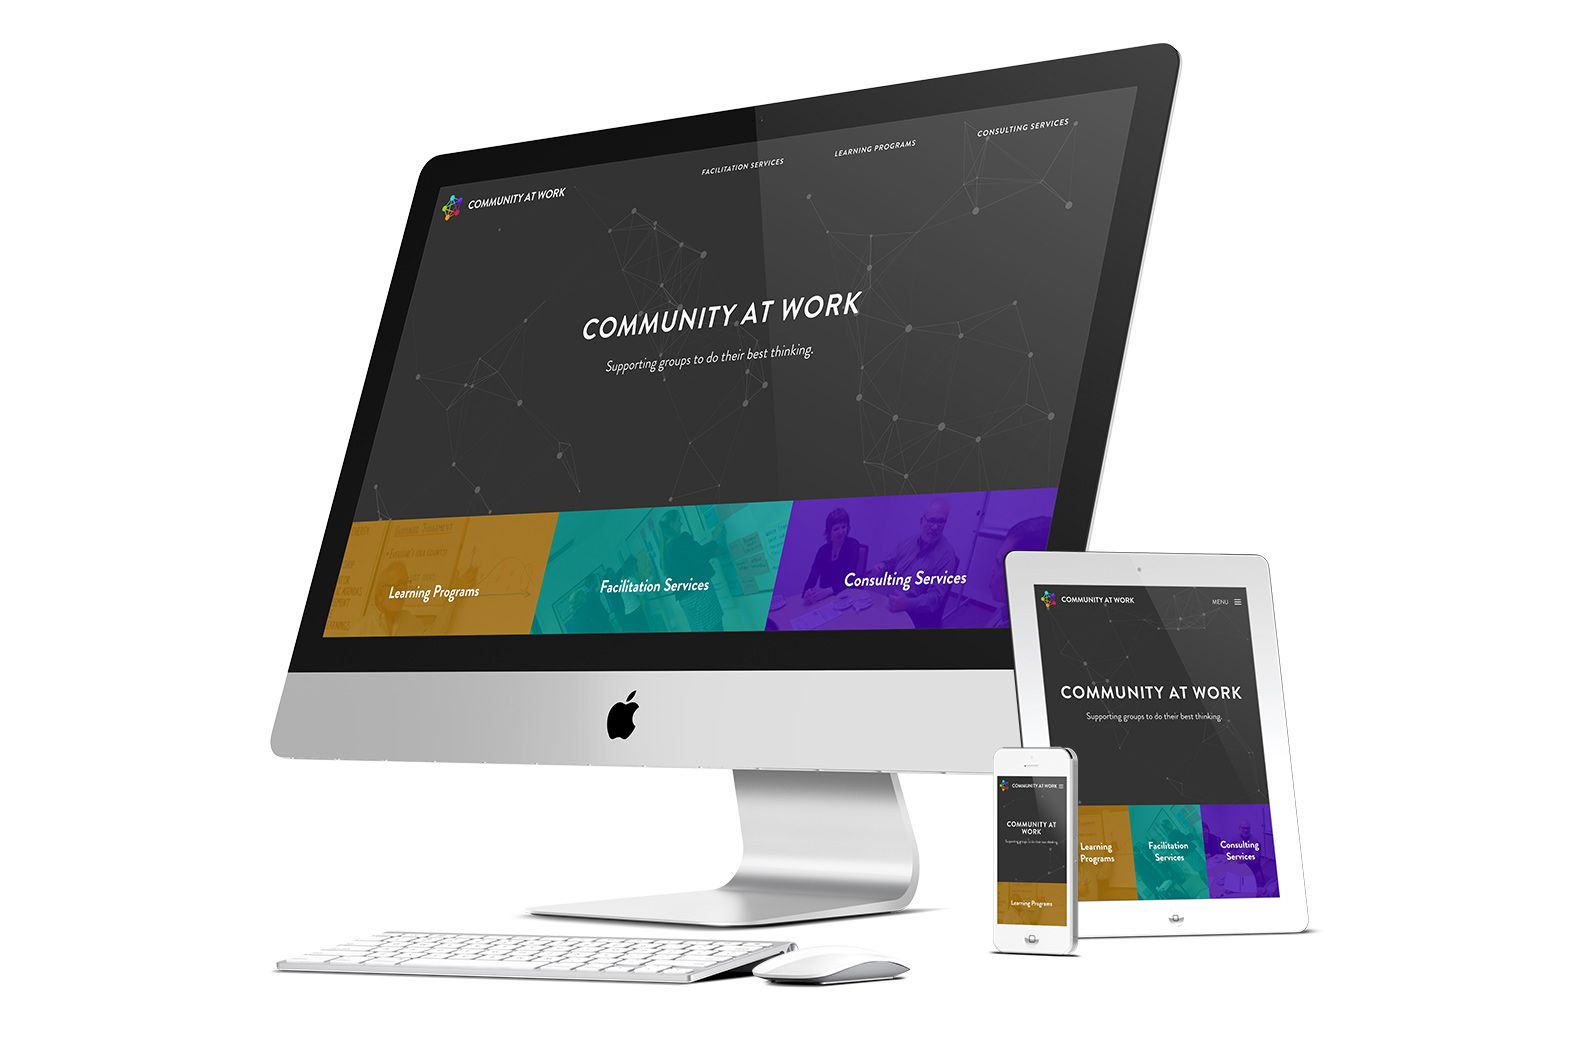 FACILITATION SERVICES
LEARNING PROGRAMS
CONSULTING SERVICES
COMMUNITY AT WORK
COMMUNITY AT WORK
Supporting groups to do their best thinking.
Learning Programs
Facilitation Services
Consulting Services
COMMUNITY AT WORK
MENU
COMMUNITY AT WORK
Supporting groups to do their best thinking.
Learning
Programs
Facilitation
Services
Consulting
Services
COMMUNITY AT WORK
COMMUNITY AT
WORK
Supporting groups to do their best thinking.
Learning Programs